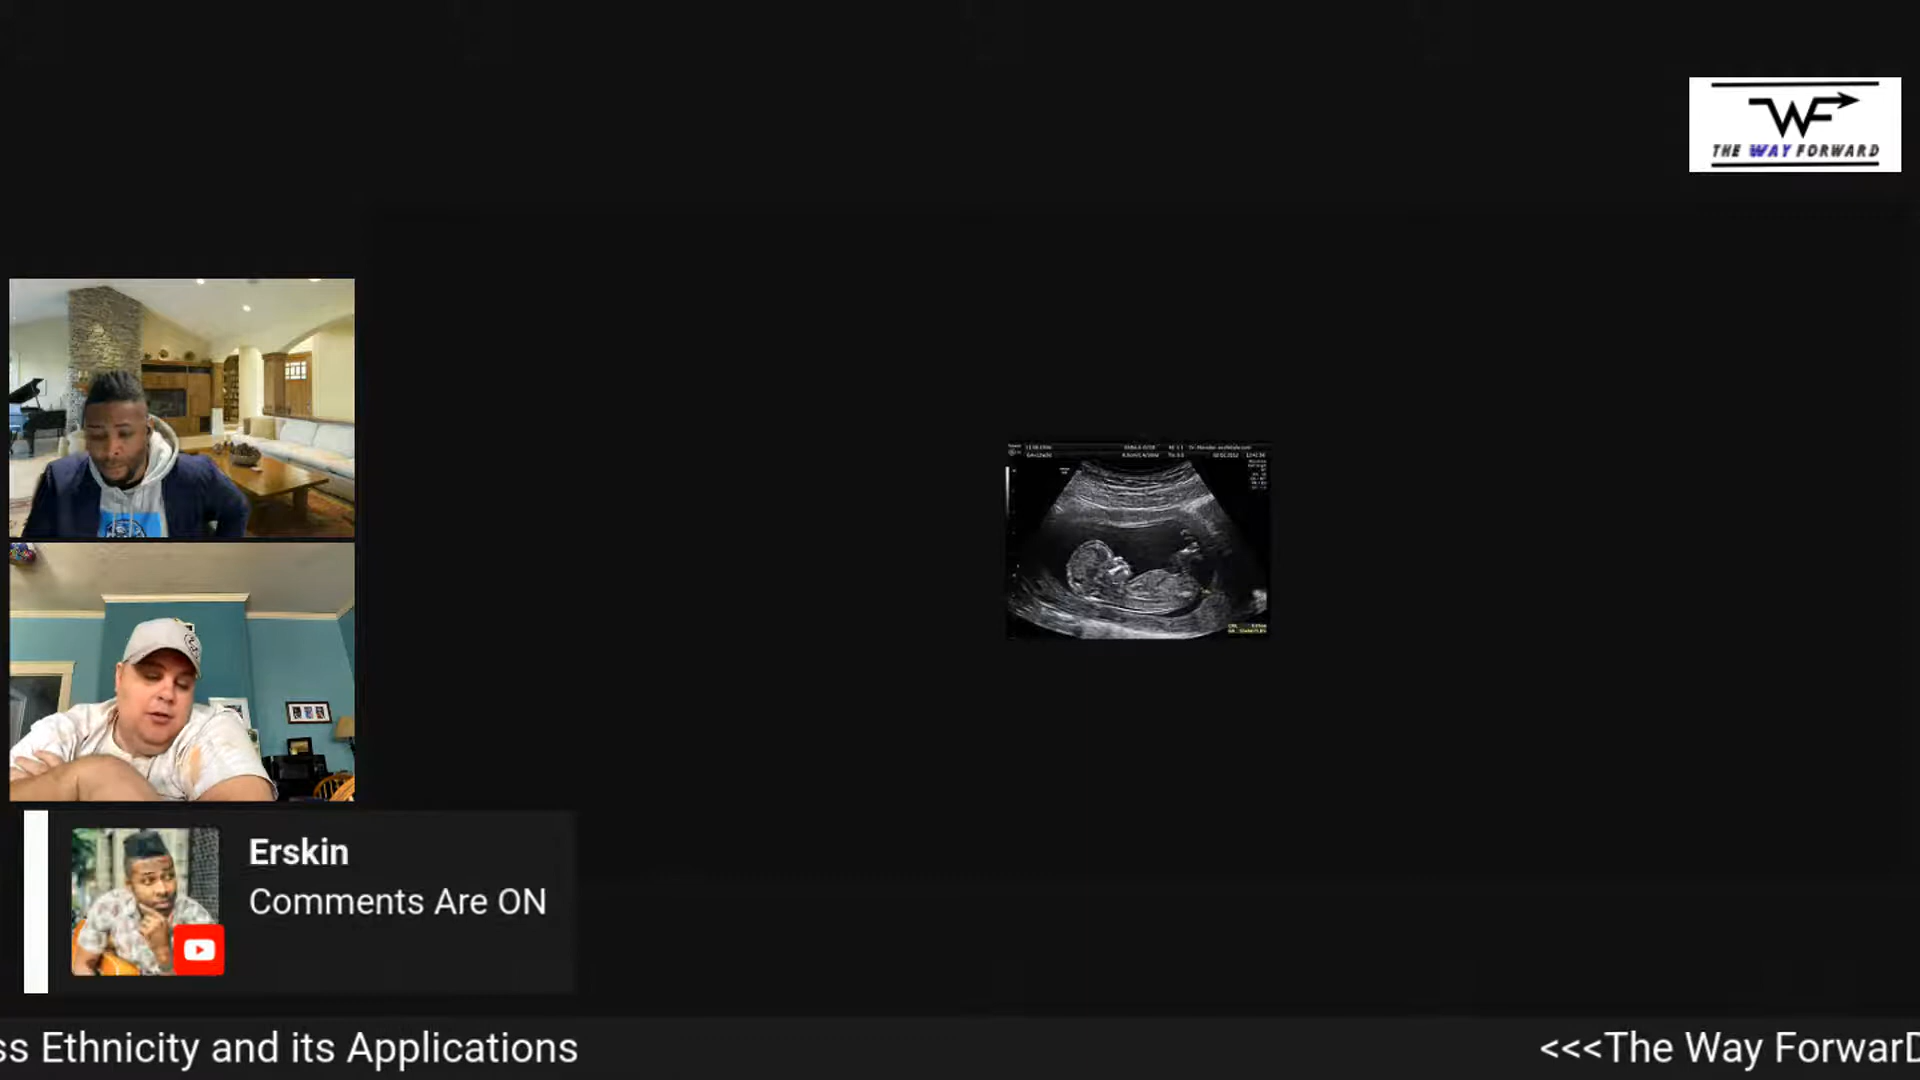 THE WAY FORWARD
Erskin
Comments Are ON
ss Ethnicity and its Applications
<<<The Way ForwarD